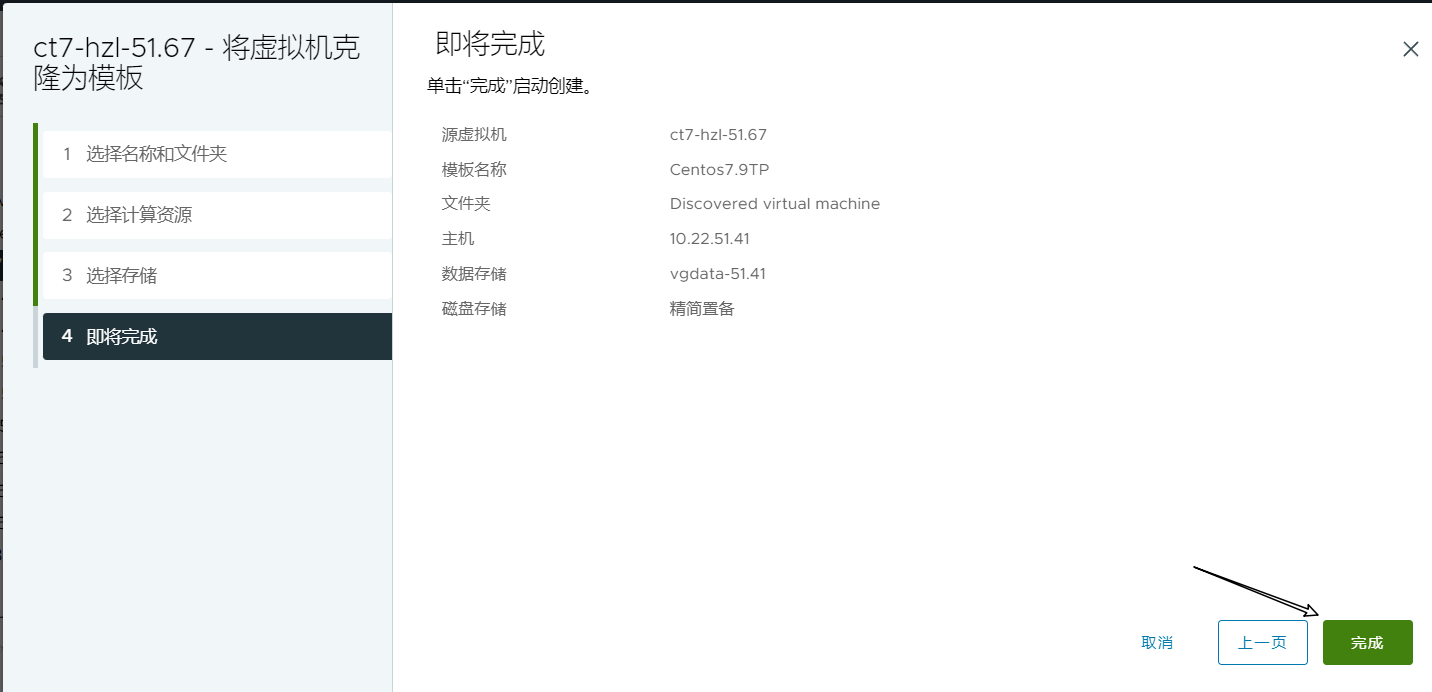 ct7-hzl-51.67 - 将虚拟机克
隆为模板
1 选择名称和文件夹
2 选择计算资源
3 选择存储
4 即将完成
即将完成
单击“完成”启动创建。
源虚拟机 ct7-hzl-51.67
模板名称 Centos7.9TP
文件夹 Discovered virtual machine
主机 10.22.51.41
数据存储 vgdata-51.41
磁盘存储 精简置备
取消 上一页 完成